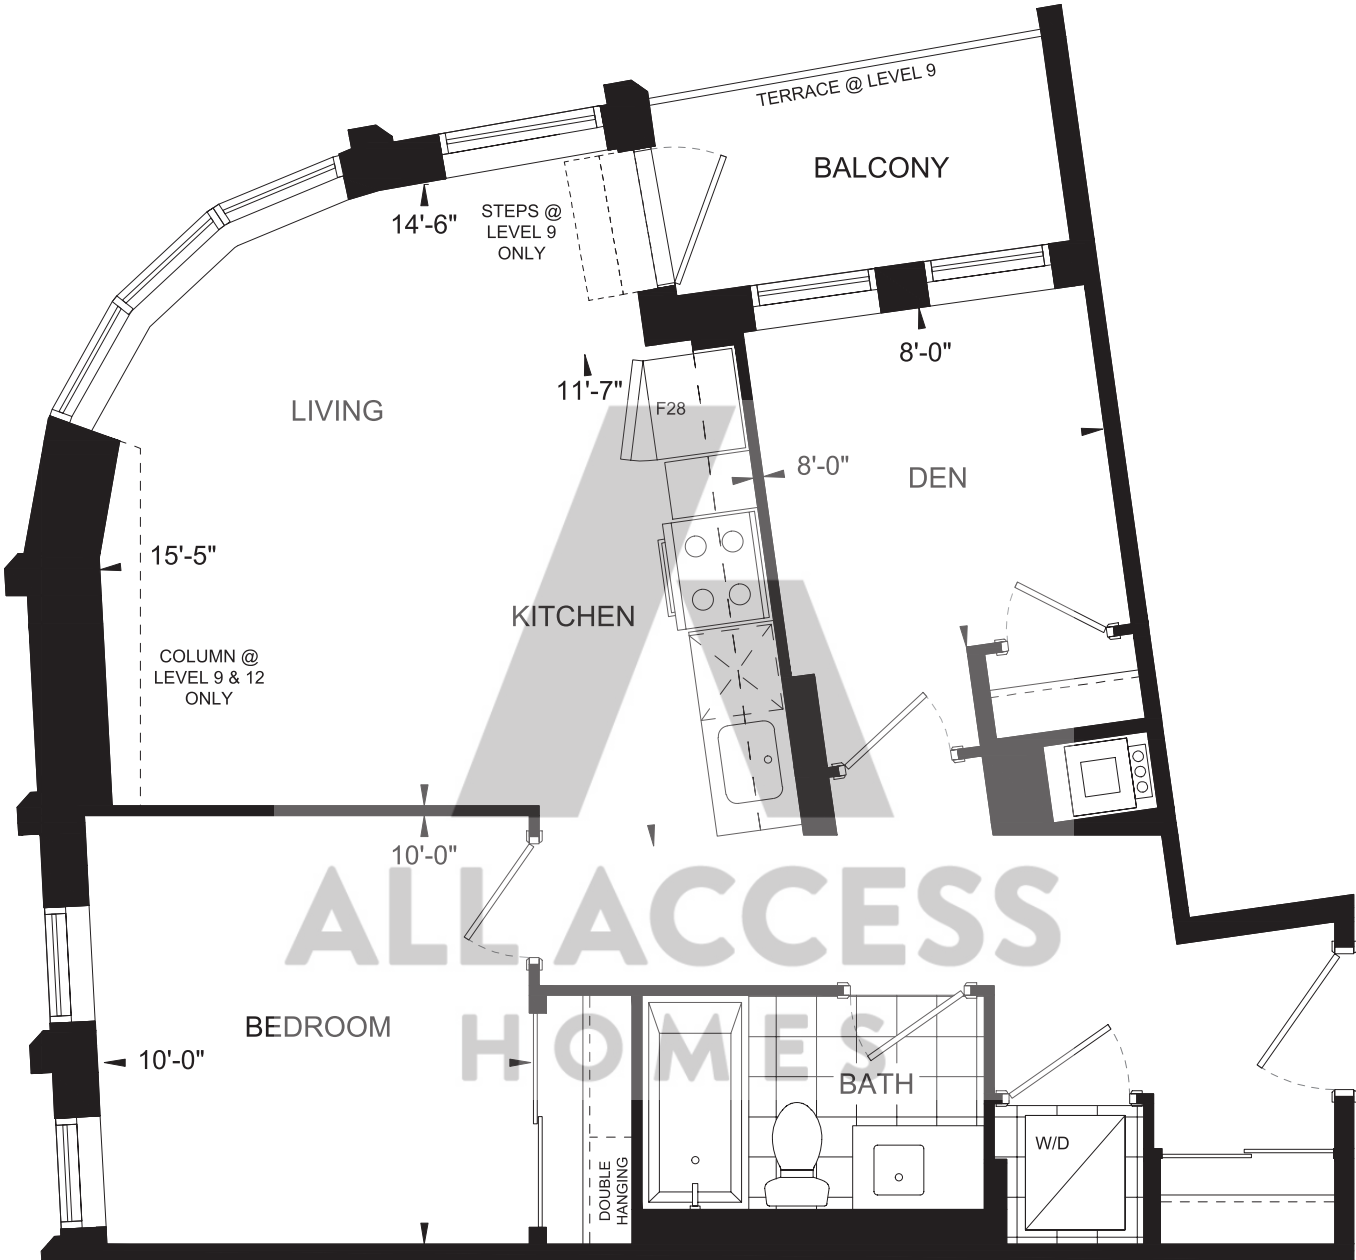 TERRACE @ LEVEL 9
BALCONY
14'-6"
STEPS @
LEVEL 9
ONLY
8'-0"
11'-7"
F28
LIVING
8'-0"
DEN
15'-5"
KITCHEN
COLUMN @
LEVEL 9 & 12
ONLY
10'-0"
ALL ACCESS
HOMES
BEDROOM
10'-0"
BATH
W/D
DOUBLE
HANGING